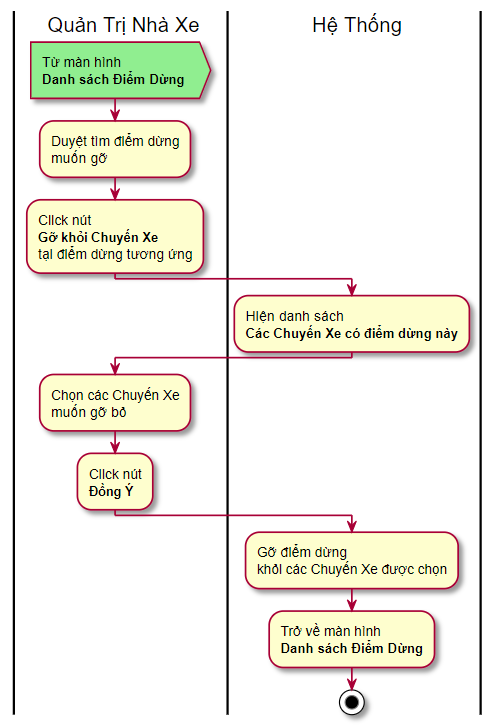 Quản Trị Nhà Xe
Hệ Thống
Từ màn hình
Danh sách Điểm Dừng
Duyệt tìm điểm dừng
muốn gỡ
Click nút
Gỡ khỏi Chuyến Xe
tại điểm dừng tương ứng
Hiện danh sách
Các Chuyến Xe có điểm dừng này
Chọn các Chuyến Xe
muốn gỡ bỏ
Click nút
Đồng Ý
Gỡ điểm dừng
khỏi các Chuyến Xe được chọn
Trở về màn hình
Danh sách Điểm Dừng